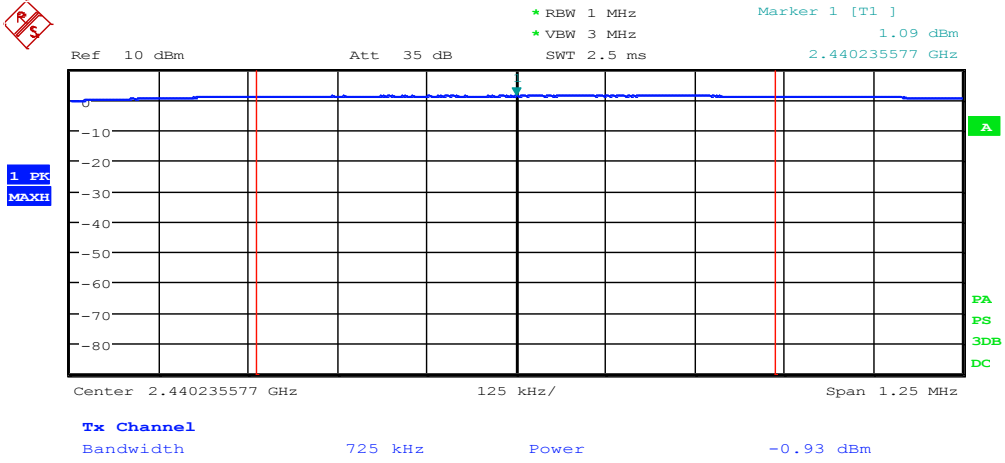 R S
* RBW 1 MHz Marker 1 [T1 ]
* VBW 3 MHz 1.09 dBm
Ref 10 dBm Att 35 dB SWT 2.5 ms 2.440235577 GHz
1
0
A
-10
-20
1 PK
MAXH
-30
-40
-50
-60
PA
-70
PS
3DB
-80
DC
Center 2.440235577 GHz 125 kHz/ Span 1.25 MHz
Tx Channel
Bandwidth 725 kHz Power -0.93 dBm